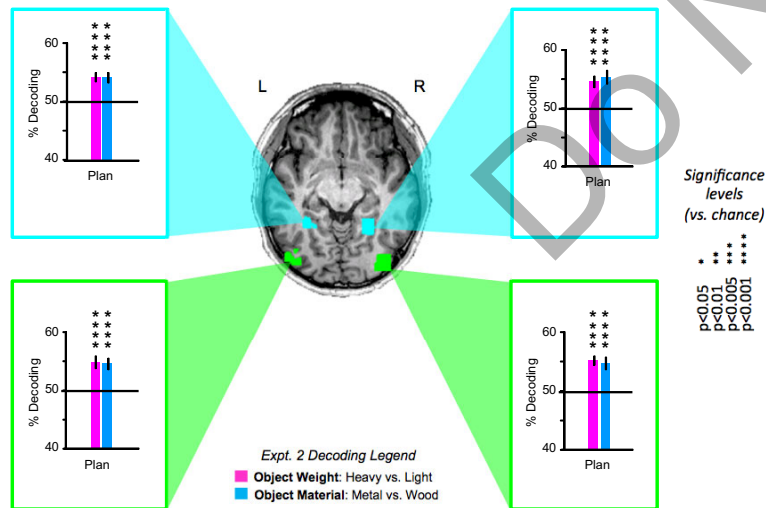 Do N
L
R
****
****
60
50
40
% Decoding
Plan
****
****
60
50
40
% Decoding
Plan
Significance
levels
(vs. chance)
* p<0.05
** p<0.01
*** p<0.005
**** p<0.001
****
****
60
50
40
% Decoding
Plan
****
****
60
50
40
% Decoding
Plan
Expt. 2 Decoding Legend
Object Weight: Heavy vs. Light
Object Material: Metal vs. Wood